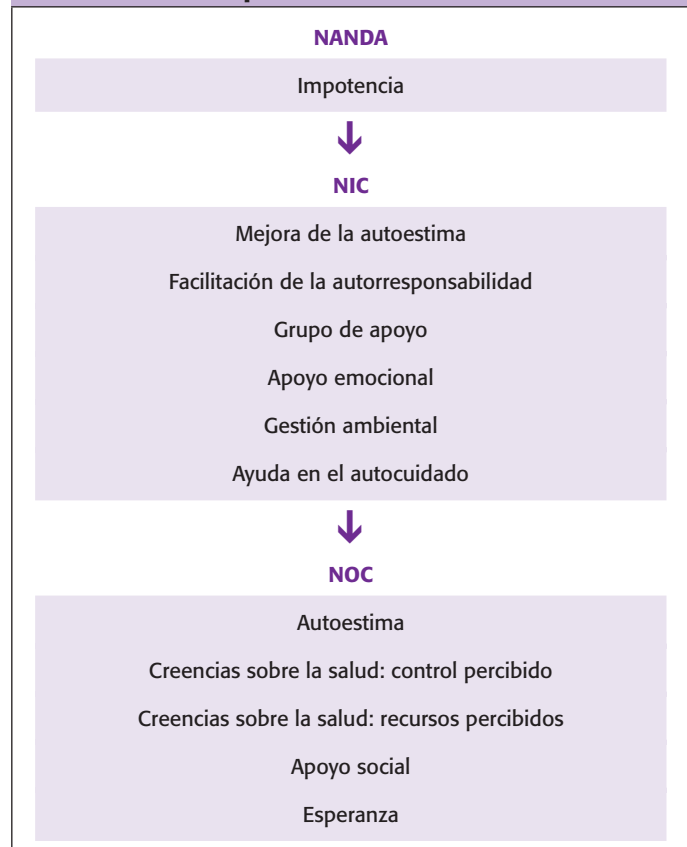 NANDA
Impotencia
NIC
Mejora de la autoestima
Facilitación de la autorresponsabilidad
Grupo de apoyo
Apoyo emocional
Gestión ambiental
Ayuda en el autocuidado
NOC
Autoestima
Creencias sobre la salud: control percibido
Creencias sobre la salud: recursos percibidos
Apoyo social
Esperanza